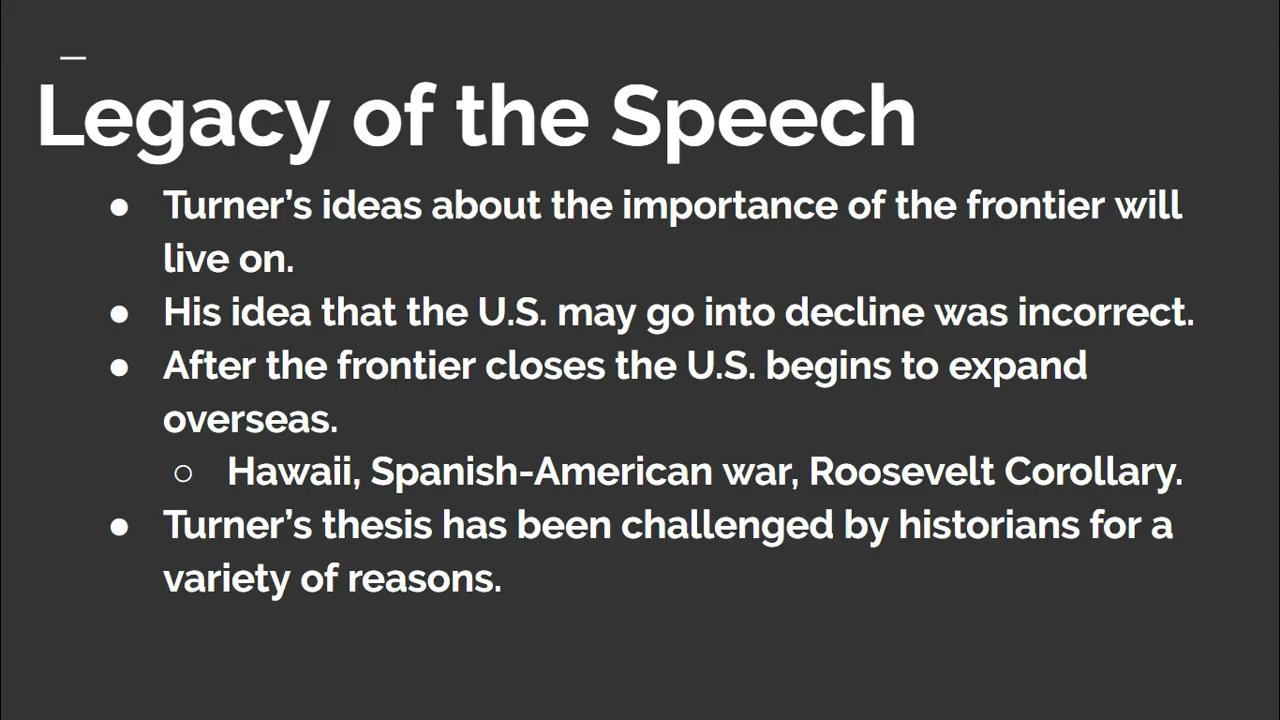 Legacy of the Speech
● Turner’s ideas about the importance of the frontier will
live on.
● His idea that the U.S. may go into decline was incorrect.
● After the frontier closes the U.S. begins to expand
overseas.
○ Hawaii, Spanish-American war, Roosevelt Corollary.
● Turner’s thesis has been challenged by historians for a
variety of reasons.